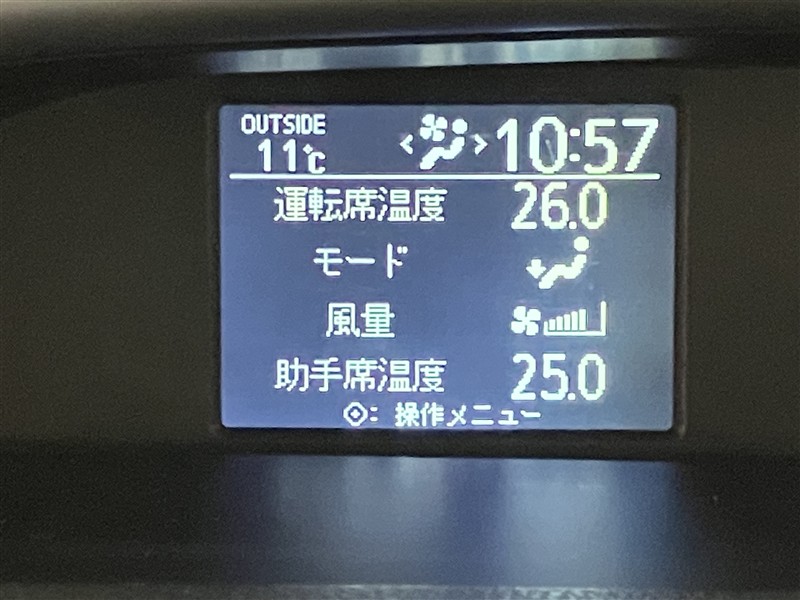 OUTSIDE
11℃ < > 10:57
運転席温度 26.0
モード
風量
助手席温度 25.0
: 操作メニュー